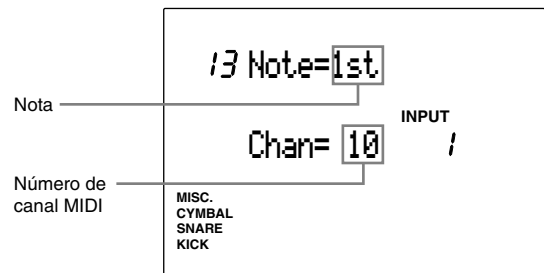 13 Note=1st
Nota
INPUT
Chan= 10 1
Número de
canal MIDI
MISC.
CYMBAL
SNARE
KICK